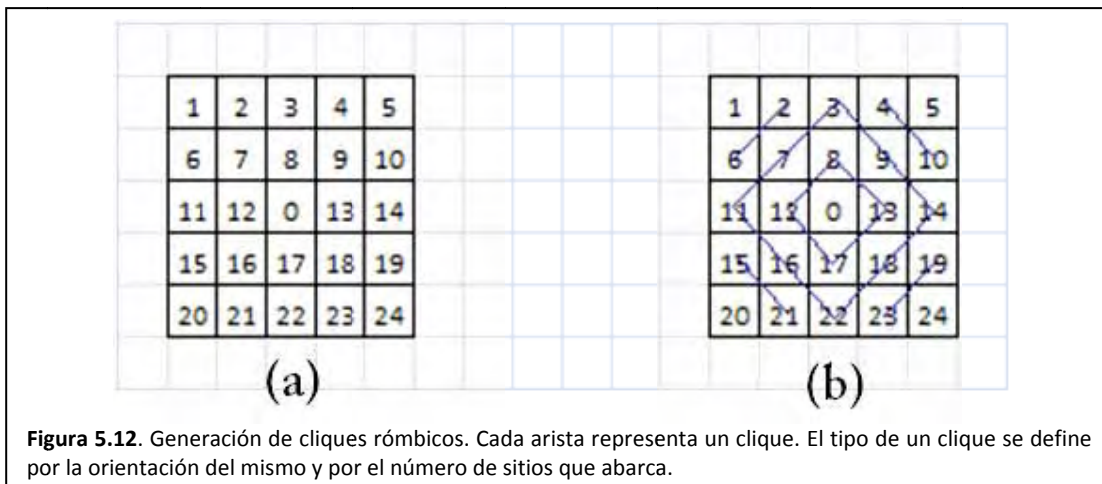 1 2 3 4 5 1 2 3 4 5
6 7 8 9 10 6 7 8 9 10
11 12 0 13 14 11 12 0 13 14
15 16 17 18 19 15 16 17 18 19
20 21 22 23 24 20 21 22 23 24
(a) (b)
Figura 5.12. Generación de cliques rómbicos. Cada arista representa un clique. El tipo de un clique se define
por la orientación del mismo y por el número de sitios que abarca.